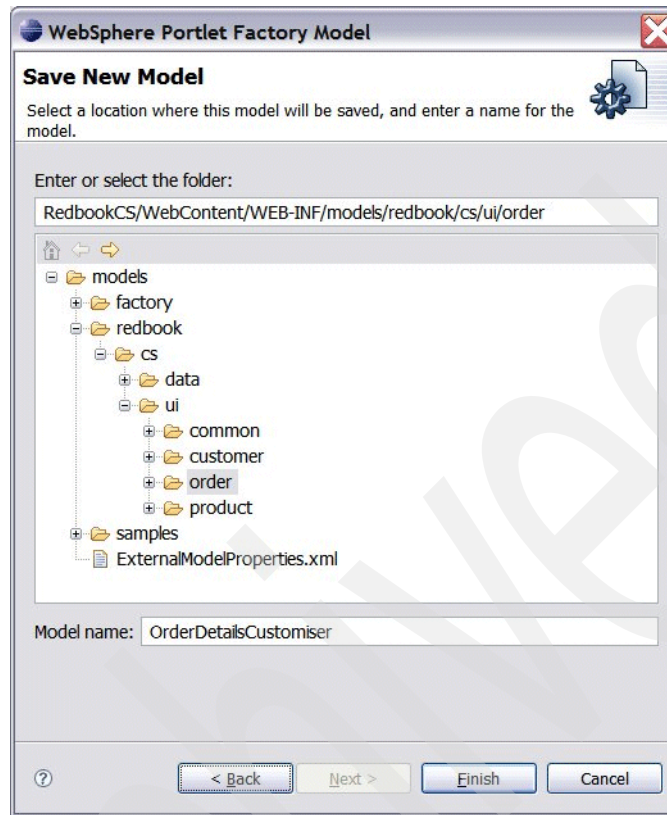 WebSphere Portlet Factory Model
Save New Model
Select a location where this model will be saved, and enter a name for the
model.
Enter or select the folder:
RedbookCS/WebContent/WEB-INF/models/redbook/cs/ui/order
models
factory
redbook
cs
data
ui
common
customer
order
product
samples
ExternalModelProperties.xml
Model name: OrderDetailsCustomiser
< Back Next > Finish Cancel